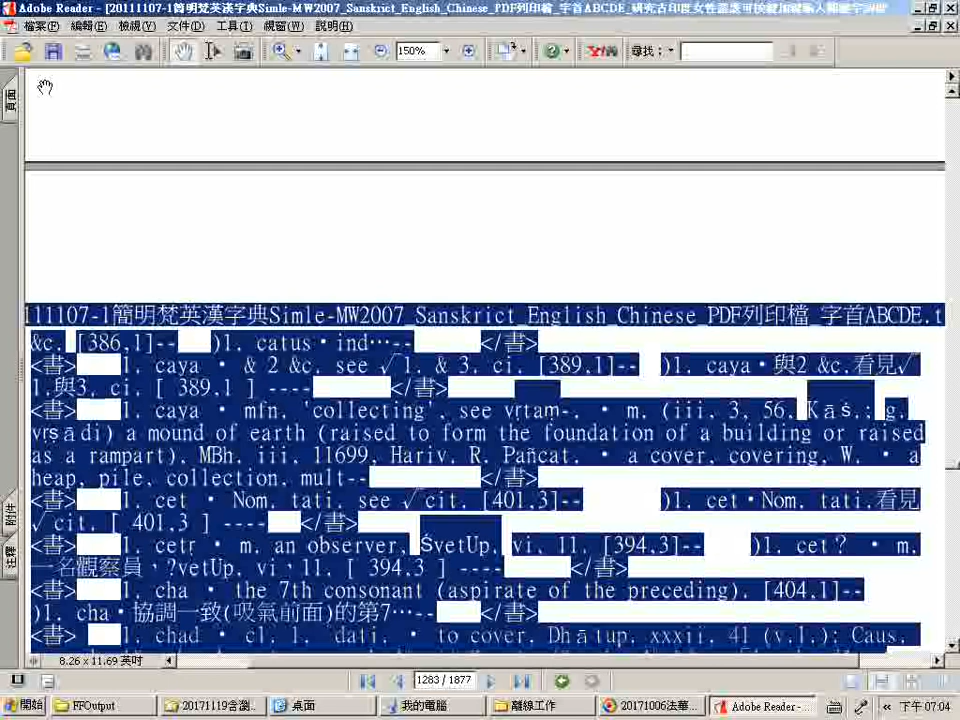 Adobe Reader - [20111107-1簡明梵英漢字典Simle-MW2007_Sanskrict_English_Chinese_PDF列印檔_字首ABCDE_研究古印度女性
檔案(F) 編輯(E) 檢視(V) 文件(D) 工具(T) 視窗(W) 說明(H)
150% 尋找:
頁面
111107-1簡明梵英漢字典Simle-MW2007_Sanskrict_English_Chinese_PDF列印檔_字首ABCDE.t
&c. [386,1]-- )1. catus·ind…-- </書>
<書> 1. caya · & 2 &c. see √1. & 3. ci. [389,1]-- )1. caya·與2 &c.看見√
1.與3. ci. [ 389,1 ] ---- </書>
<書> 1. caya · mfn. 'collecting', see vṛtam-. · m. (iii, 3, 56, Kāś.; g.
vṛṣādi) a mound of earth (raised to form the foundation of a building or raised
as a rampart), MBh. iii, 11699, Hariv. R. Pañcat. · a cover, covering, W. · a
heap, pile, collection, mult-- </書>
<書> 1. cet · Nom. tati, see √cit. [401,3]-- )1. cet·Nom. tati,看見
√cit. [ 401,3 ] ---- </書>
<書> 1. cetṛ · m. an observer, ŚvetUp. vi, 11. [394,3]-- )1. cet? · m.
一名觀察員，?vetUp. vi，11. [ 394,3 ] ---- </書>
<書> 1. cha · the 7th consonant (aspirate of the preceding). [404,1]--
)1. cha·協調一致(吸氣前面)的第7…-- </書>
<書> 1. chad · cl. 1. °dati, · to cover, Dhātup. xxxii, 41 (v.l.): Caus.
附件
註釋
8.26 x 11.69 英吋
1283 / 1877
開始 FFOutput 20171119含瀏... 桌面 我的電腦 離線工作 20171006法華... Adobe Reader -... 下午 07:04